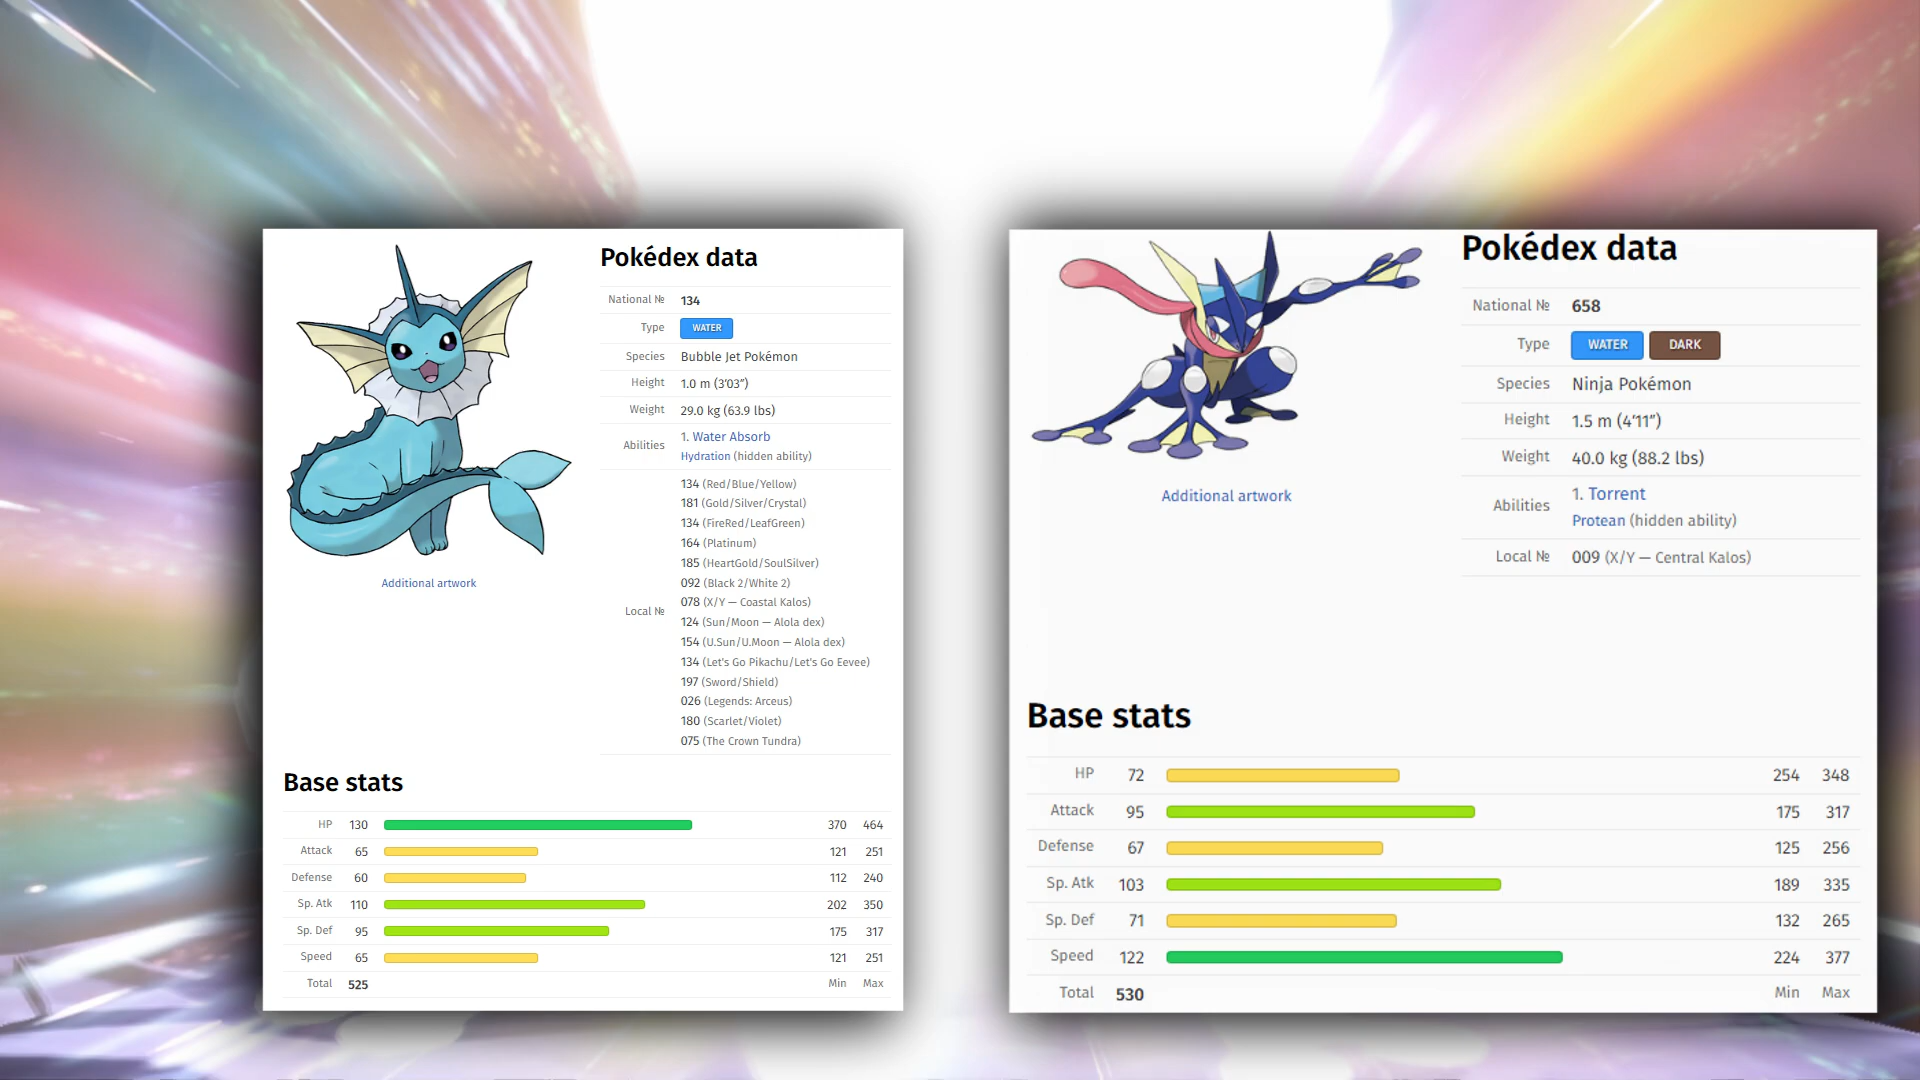 Pokédex data
National № 134
Type WATER
Species Bubble Jet Pokémon
Height 1.0 m (3′03″)
Weight 29.0 kg (63.9 lbs)
Abilities 1. Water Absorb
Hydration (hidden ability)
Local № 134 (Red/Blue/Yellow)
181 (Gold/Silver/Crystal)
134 (FireRed/LeafGreen)
164 (Platinum)
185 (HeartGold/SoulSilver)
092 (Black 2/White 2)
078 (X/Y — Coastal Kalos)
124 (Sun/Moon — Alola dex)
154 (U.Sun/U.Moon — Alola dex)
134 (Let's Go Pikachu/Let's Go Eevee)
197 (Sword/Shield)
026 (Legends: Arceus)
180 (Scarlet/Violet)
075 (The Crown Tundra)
Additional artwork
Base stats
HP 130 370 464
Attack 65 121 251
Defense 60 112 240
Sp. Atk 110 202 350
Sp. Def 95 175 317
Speed 65 121 251
Total 525 Min Max
Pokédex data
National № 658
Type WATER DARK
Species Ninja Pokémon
Height 1.5 m (4′11″)
Weight 40.0 kg (88.2 lbs)
Abilities 1. Torrent
Protean (hidden ability)
Local № 009 (X/Y — Central Kalos)
Additional artwork
Base stats
HP 72 254 348
Attack 95 175 317
Defense 67 125 256
Sp. Atk 103 189 335
Sp. Def 71 132 265
Speed 122 224 377
Total 530 Min Max